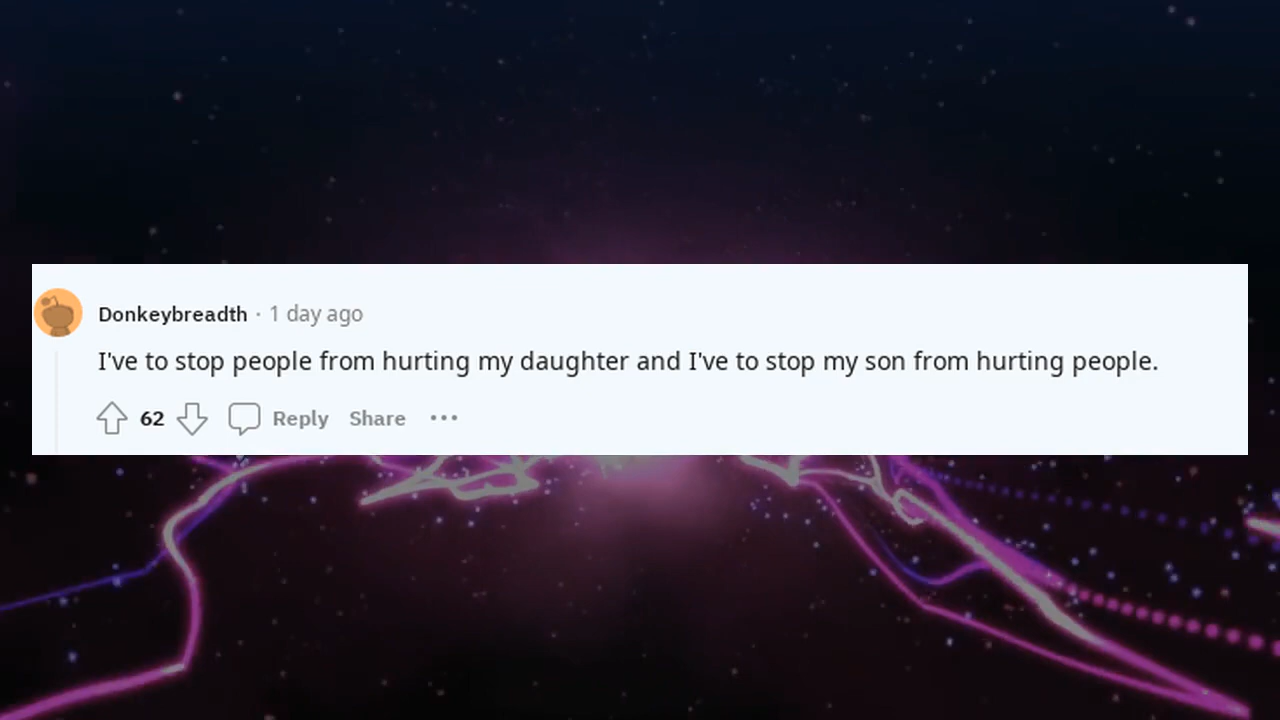 Donkeybreadth · 1 day ago
I've to stop people from hurting my daughter and I've to stop my son from hurting people.
62 Reply Share ···